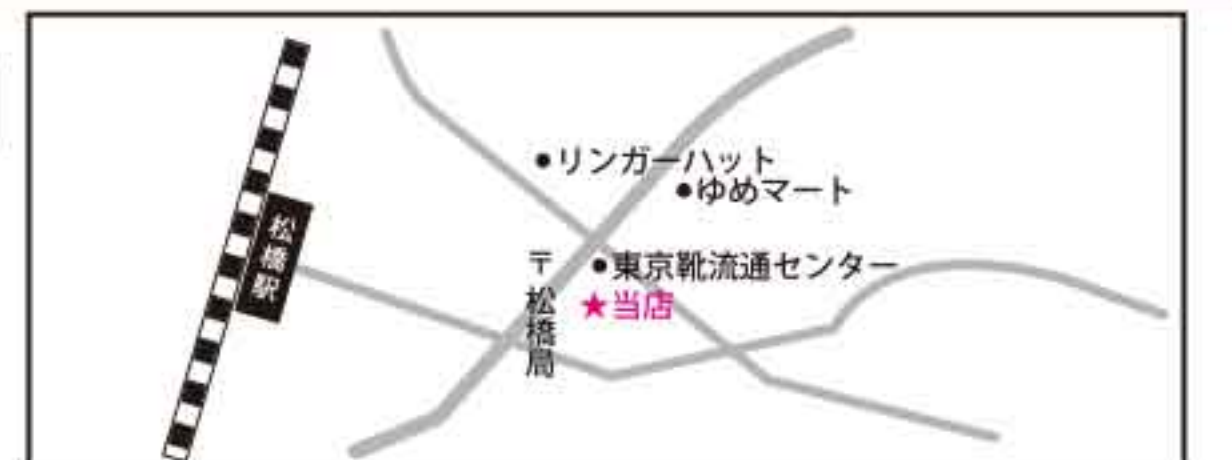 ●リンガーハット
●ゆめマート
松橋駅
●東京靴流通センター
〒松橋局
★当店